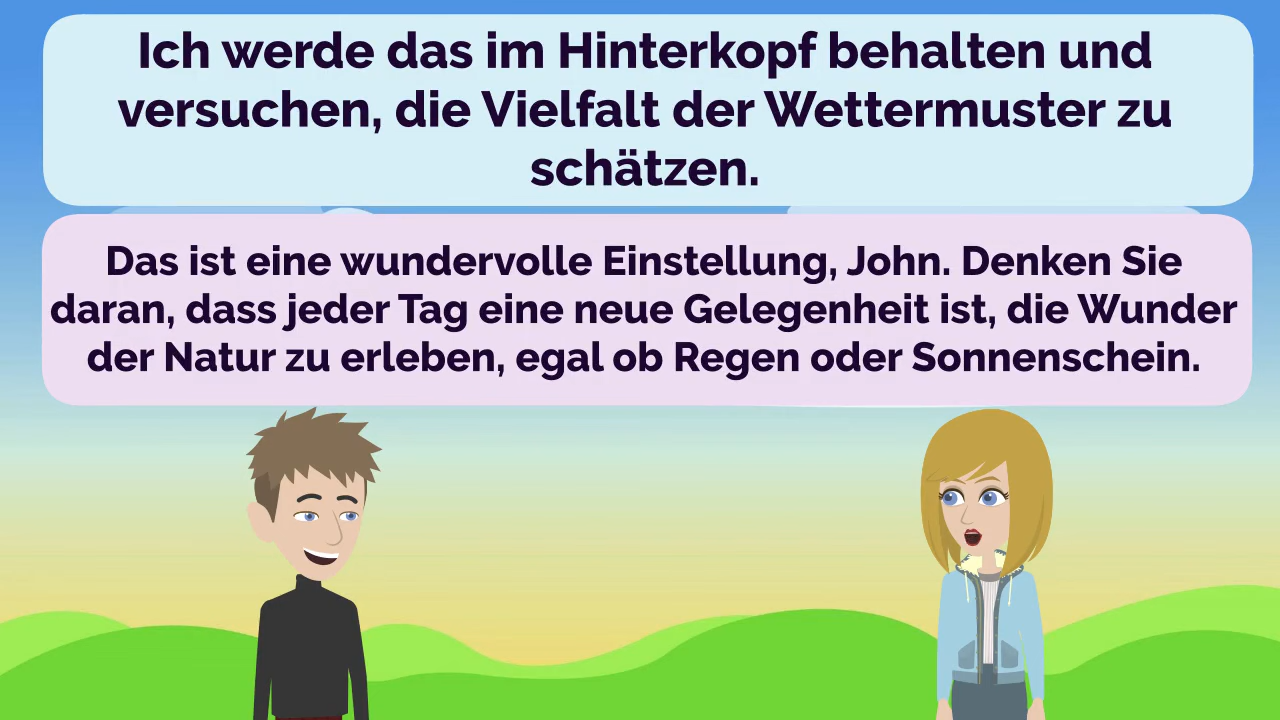 Ich werde das im Hinterkopf behalten und
versuchen, die Vielfalt der Wettermuster zu
schätzen.
Das ist eine wundervolle Einstellung, John. Denken Sie
daran, dass jeder Tag eine neue Gelegenheit ist, die Wunder
der Natur zu erleben, egal ob Regen oder Sonnenschein.